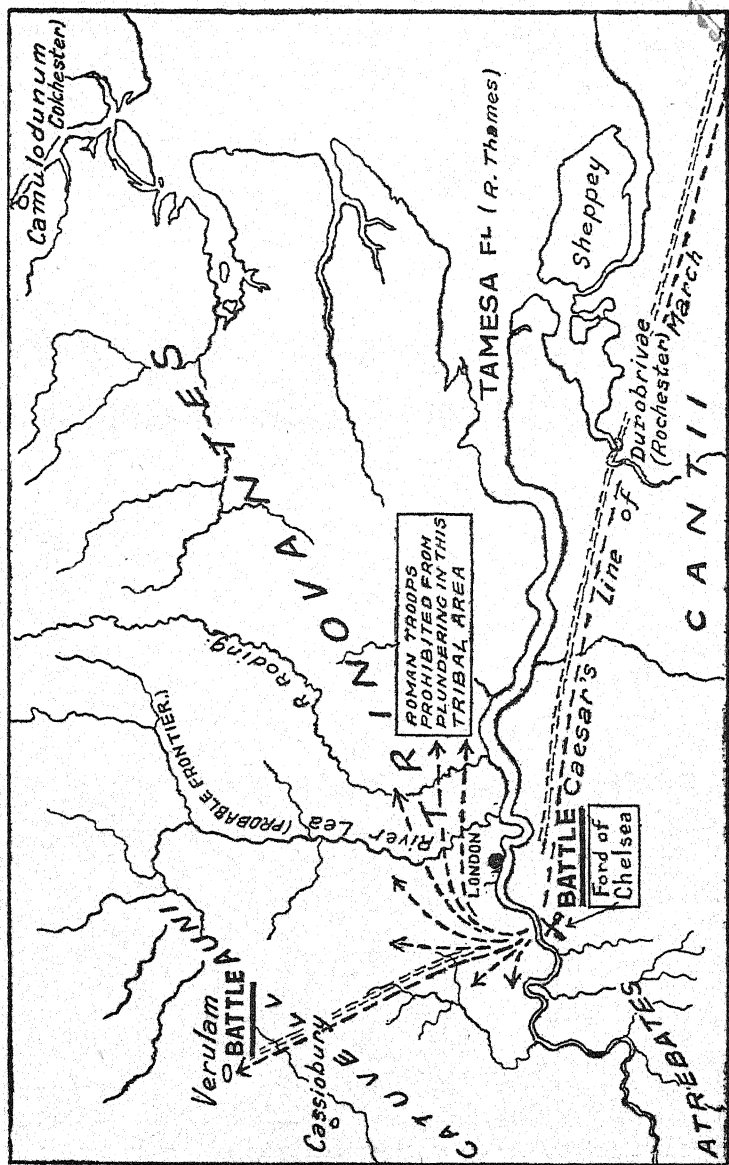 Camulodunum
(Colchester)
TRINOVANTES
TAMESA FL (R. Thames)
Sheppey
R. Roding.
(PROBABLE FRONTIER.)
River Lea
ROMAN TROOPS
PROHIBITED FROM
PLUNDERING IN THIS
TRIBAL AREA
LONDON
Verulam
BATTLE
Cassiobury
CATUVELLAUNI
BATTLE
Ford of
Chelsea
Caesar's Line of March
Durobrivae
(Rochester)
CANTII
ATREBATES